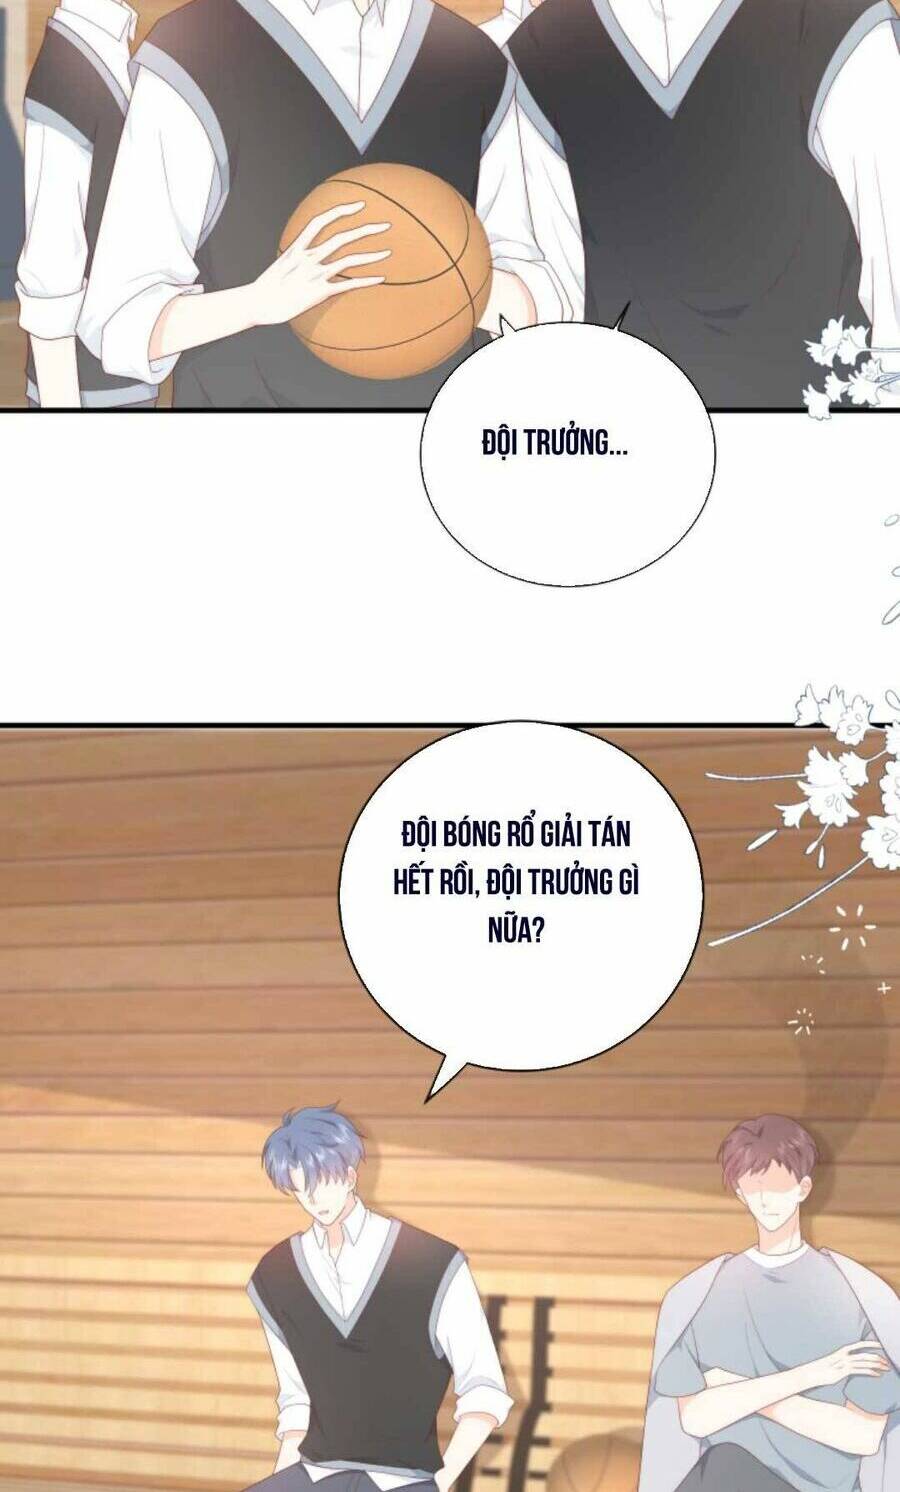 ĐỘI TRƯỞNG...
ĐỘI BÓNG RỔ GIẢI TÁN
HẾT RỒI, ĐỘI TRƯỞNG GÌ
NỮA?